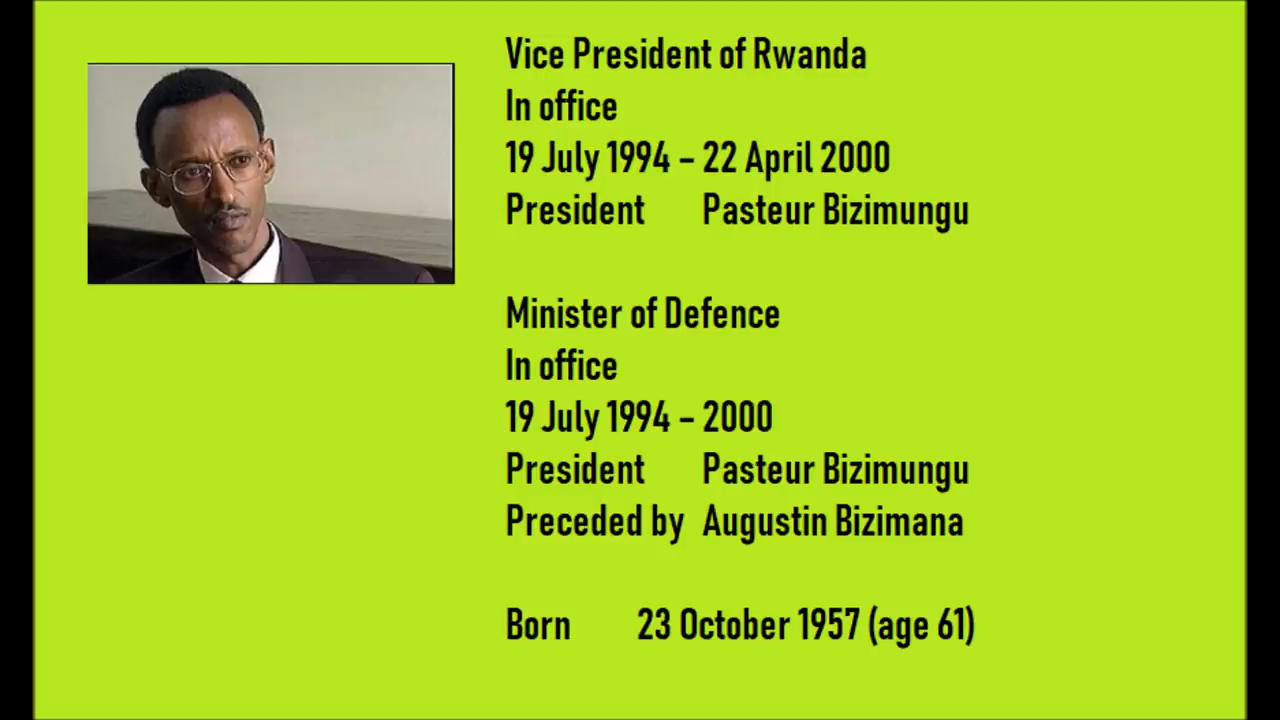 Vice President of Rwanda
In office
19 July 1994 – 22 April 2000
President Pasteur Bizimungu
Minister of Defence
In office
19 July 1994 – 2000
President Pasteur Bizimungu
Preceded by Augustin Bizimana
Born 23 October 1957 (age 61)